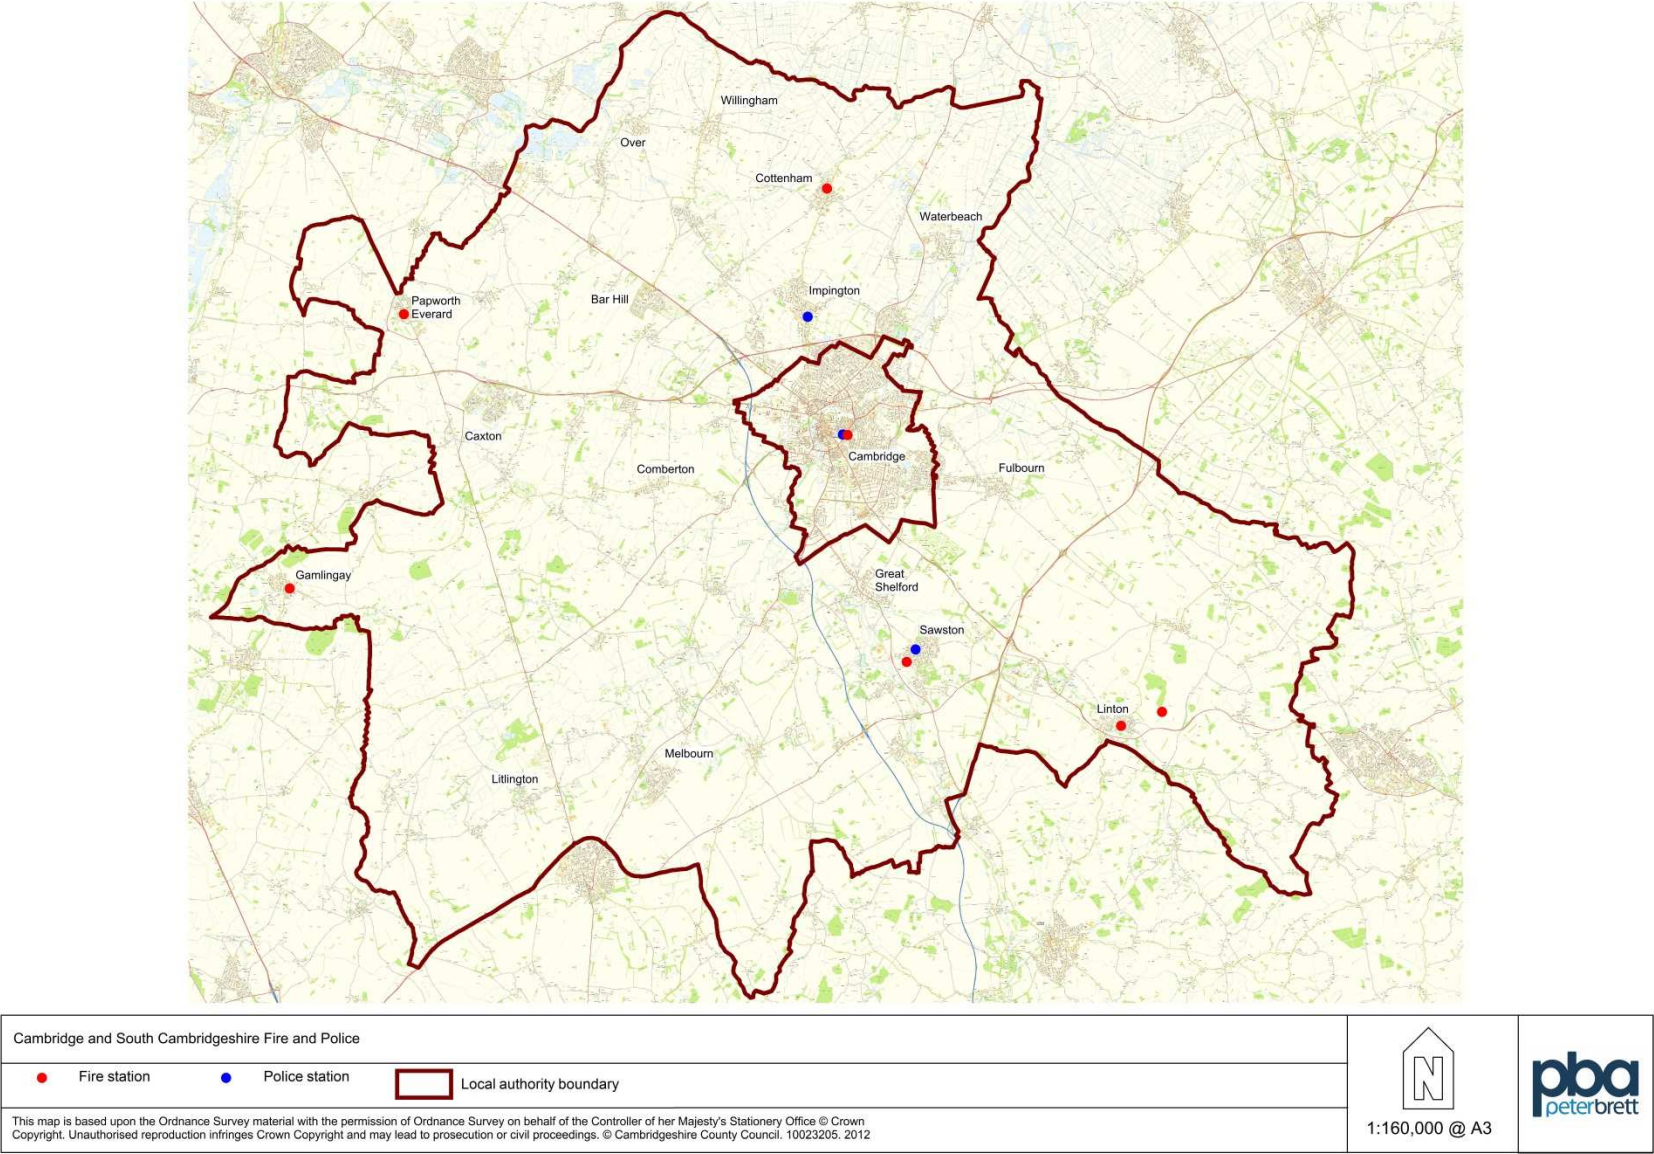 Willingham
Over
Cottenham
Waterbeach
Impington
Bar Hill
Papworth
Everard
Caxton
Comberton
Cambridge
Fulbourn
Gamlingay
Great
Shelford
Sawston
Linton
Melbourn
Litlington
Cambridge and South Cambridgeshire Fire and Police
Fire station
Police station
Local authority boundary
This map is based upon the Ordnance Survey material with the permission of Ordnance Survey on behalf of the Controller of her Majesty's Stationery Office © Crown
Copyright. Unauthorised reproduction infringes Crown Copyright and may lead to prosecution or civil proceedings. © Cambridgeshire County Council. 10023205. 2012
N
1:160,000 @ A3
pba
peterbrett